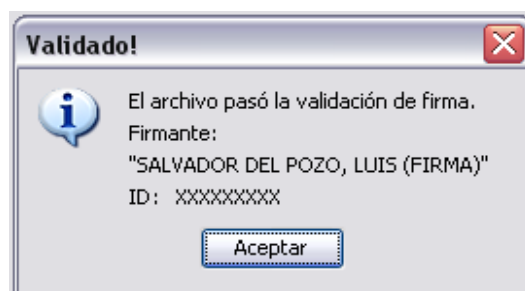 Validado!
El archivo pasó la validación de firma.
Firmante:
"SALVADOR DEL POZO, LUIS (FIRMA)"
ID: XXXXXXXXX
Aceptar